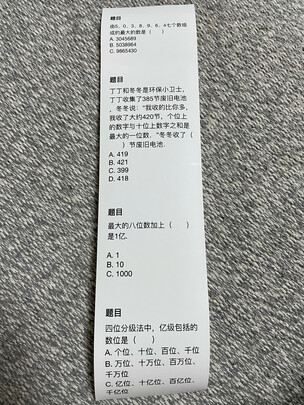 题目
由5、0、3、8、9、6、4七个数组
成的最大的数是（ ）
A. 3045689
B. 5038964
C. 9865430
题目
丁丁和冬冬是环保小卫士，
丁丁收集了385节废旧电池
，冬冬说：“我收的比你多，
我收了大约420节，个位上
的数字与十位上数字之和是
最大的一位数．”冬冬收了（
）节废旧电池．
A. 419
B. 421
C. 399
D. 418
题目
最大的八位数加上（ ）
是1亿．
A. 1
B. 10
C. 1000
题目
四位分级法中，亿级包括的
数位是（ ）
A. 个位、十位、百位、千位
B. 万位、十万位、百万位、
千万位
C. 亿位、十亿位、百亿位、
千亿位